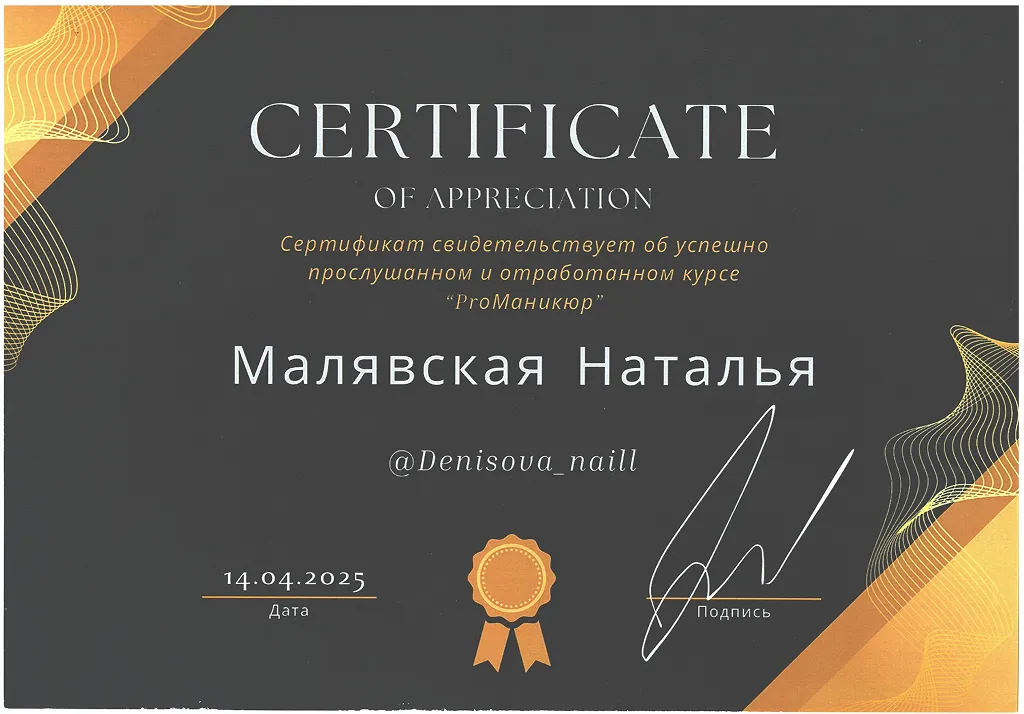 CERTIFICATE
OF APPRECIATION
Сертификат свидетельствует об успешно
прослушанном и отработанном курсе
“ProМаникюр”
Малявская Наталья
@Denisova_naill
14.04.2025
Дата
Подпись